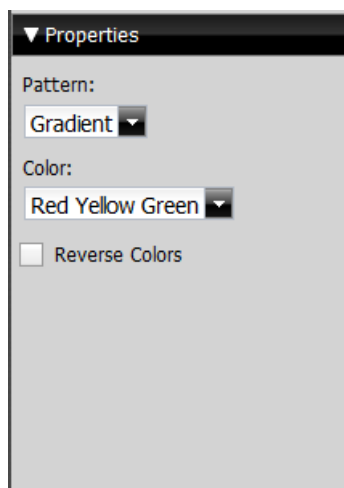 Properties
Pattern:
Gradient
Color:
Red Yellow Green
Reverse Colors